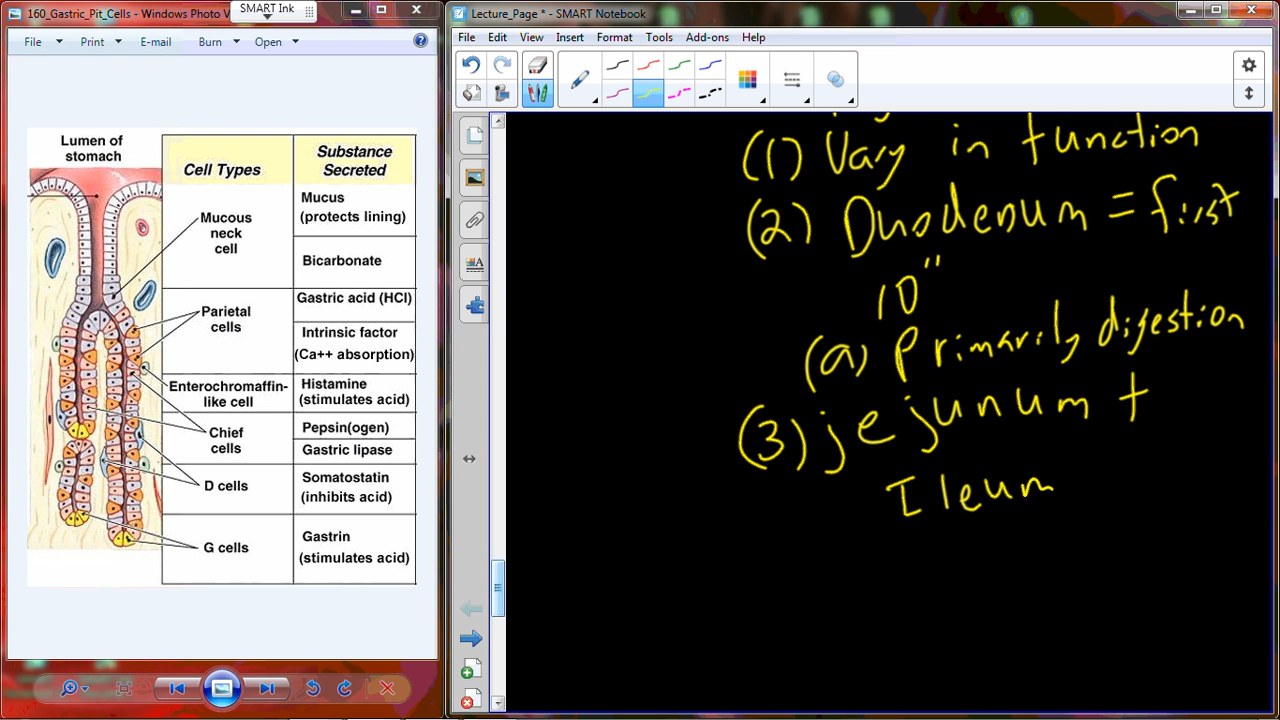 160_Gastric_Pit_Cells - Windows Photo V
SMART Ink
File Print E-mail Burn Open
Lumen of
stomach
Cell Types
Substance
Secreted
Mucous
neck
cell
Mucus
(protects lining)
Bicarbonate
Parietal
cells
Gastric acid (HCl)
Intrinsic factor
(Ca++ absorption)
Enterochromaffin-
like cell
Histamine
(stimulates acid)
Chief
cells
Pepsin(ogen)
Gastric lipase
D cells
Somatostatin
(inhibits acid)
G cells
Gastrin
(stimulates acid)
Lecture_Page * - SMART Notebook
File Edit View Insert Format Tools Add-ons Help
(1) Vary in function
(2) Duodenum = first
10"
(a) Primarily digestion
(3) jejunum +
Ileum